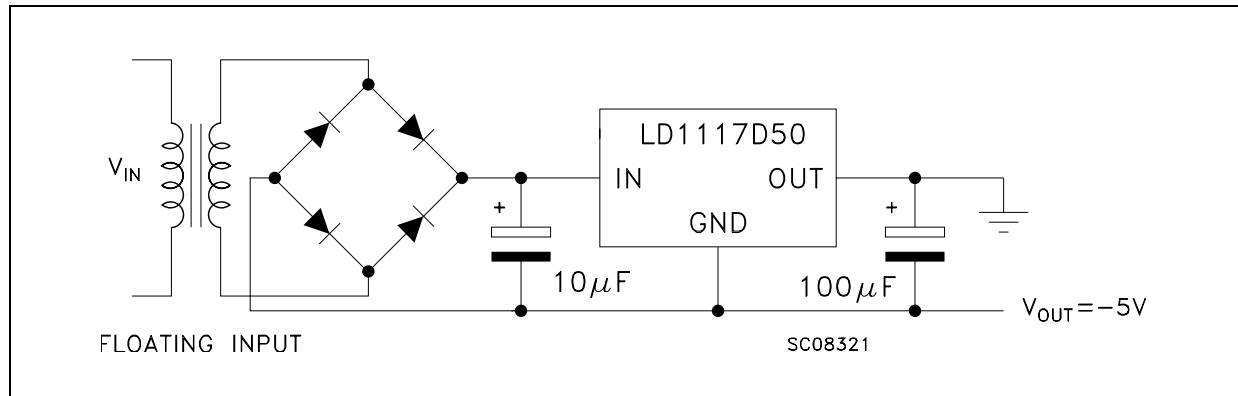 LD1117D50
V_IN
IN OUT
+ +
GND
10μF
100μF
V_OUT=-5V
FLOATING INPUT
SC08321